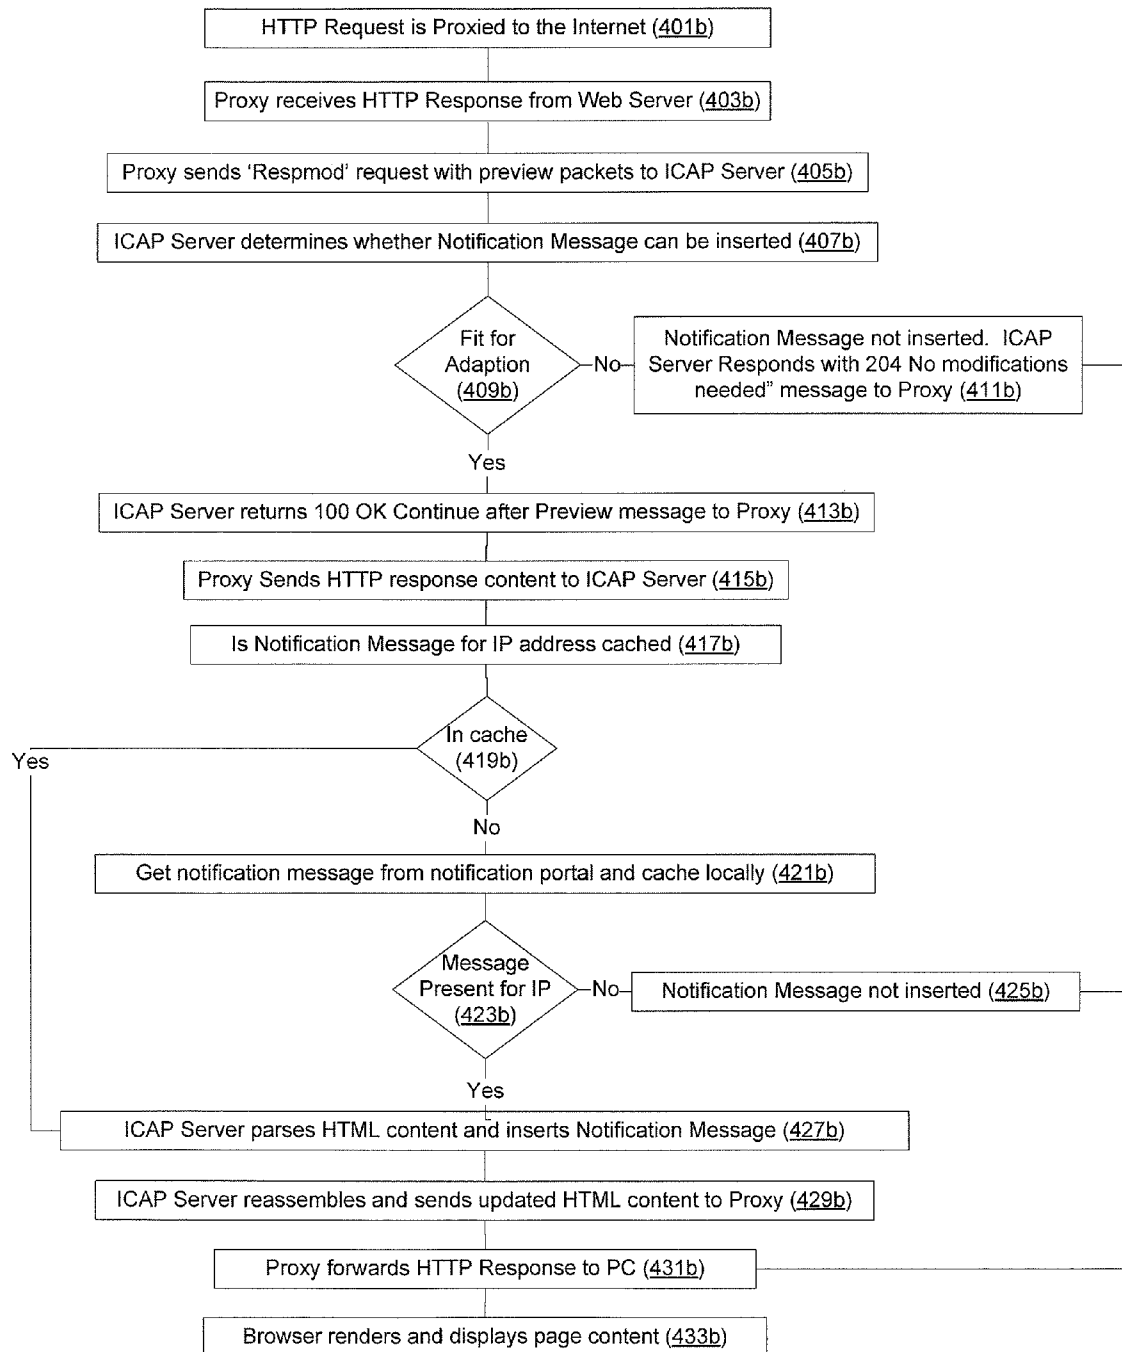 HTTP Request is Proxied to the Internet (401b)
Proxy receives HTTP Response from Web Server (403b)
Proxy sends ‘Respmod’ request with preview packets to ICAP Server (405b)
ICAP Server determines whether Notification Message can be inserted (407b)
Fit for
Adaption
(409b)
No
Notification Message not inserted. ICAP
Server Responds with 204 No modifications
needed” message to Proxy (411b)
Yes
ICAP Server returns 100 OK Continue after Preview message to Proxy (413b)
Proxy Sends HTTP response content to ICAP Server (415b)
Is Notification Message for IP address cached (417b)
In cache
(419b)
Yes
No
Get notification message from notification portal and cache locally (421b)
Message
Present for IP
(423b)
No
Notification Message not inserted (425b)
Yes
ICAP Server parses HTML content and inserts Notification Message (427b)
ICAP Server reassembles and sends updated HTML content to Proxy (429b)
Proxy forwards HTTP Response to PC (431b)
Browser renders and displays page content (433b)